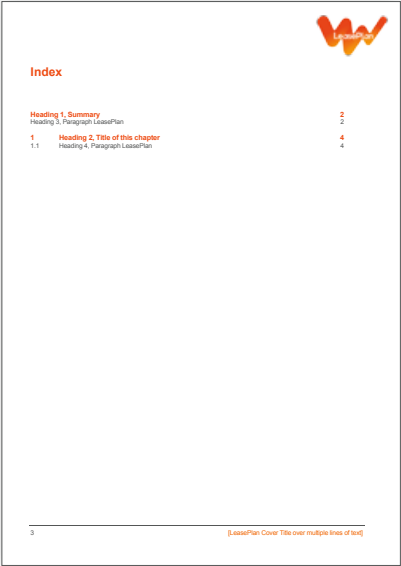 LeasePlan
Index
Heading 1, Summary 2
Heading 3, Paragraph LeasePlan 2
1 Heading 2, Title of this chapter 4
1.1 Heading 4, Paragraph LeasePlan 4
3 [LeasePlan Cover Title over multiple lines of text]